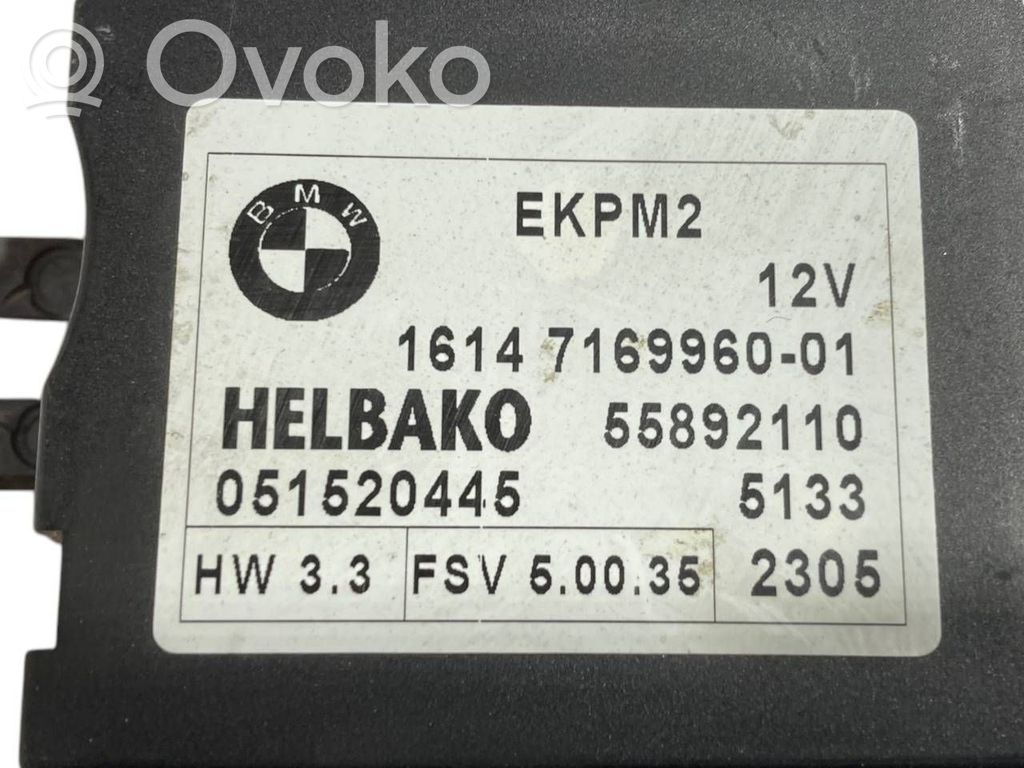 Ovoko
BMW
EKPM2
12V
1614 7169960-01
HELBAKO 55892110
051520445 5133
HW 3.3 FSV 5.00.35 2305